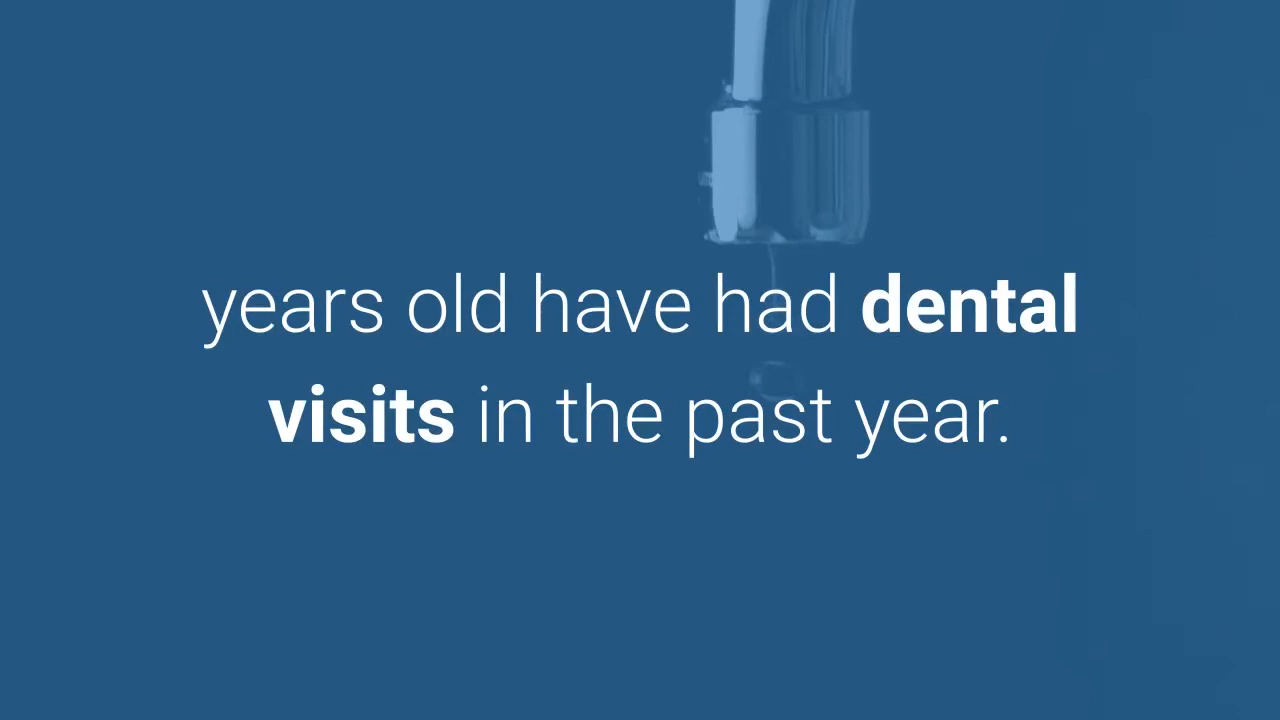 years old have had dental
visits in the past year.